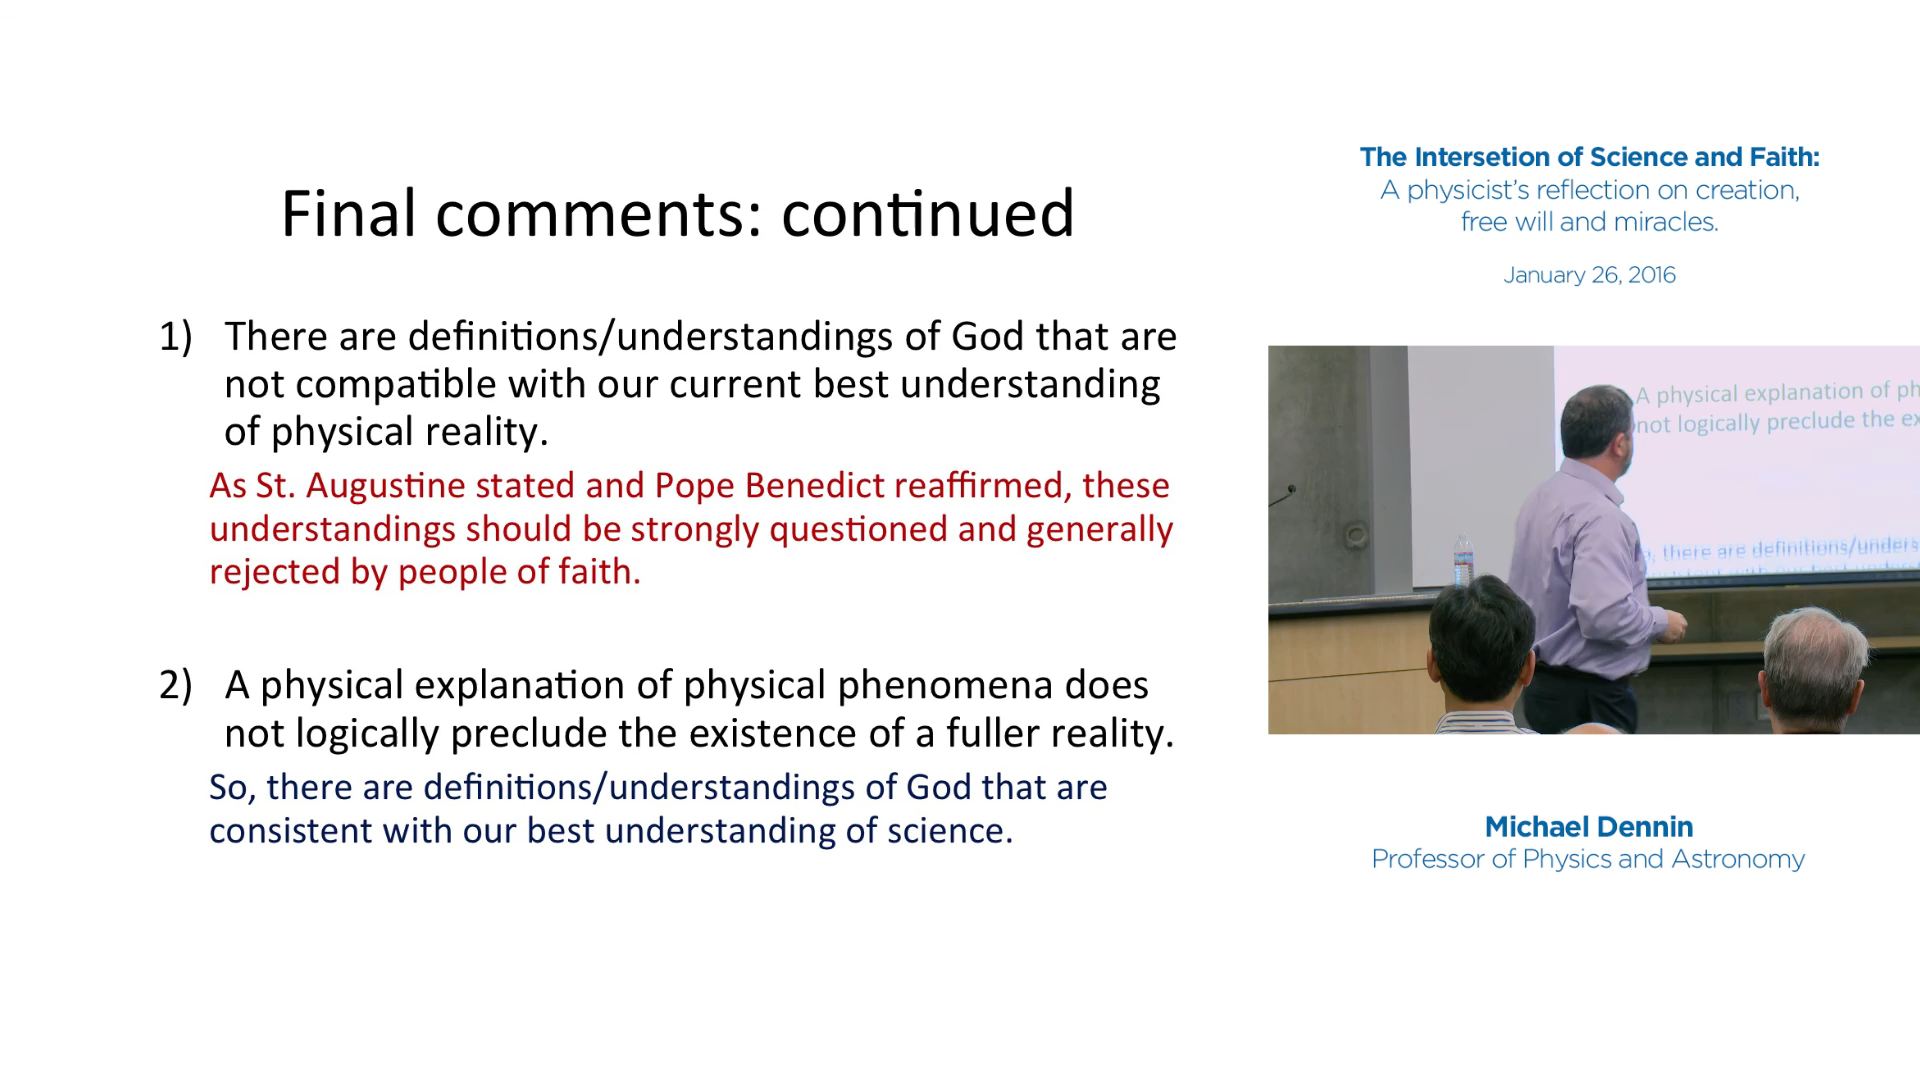 Final comments: continued
1) There are definitions/understandings of God that are
not compatible with our current best understanding
of physical reality.
As St. Augustine stated and Pope Benedict reaffirmed, these
understandings should be strongly questioned and generally
rejected by people of faith.
2) A physical explanation of physical phenomena does
not logically preclude the existence of a fuller reality.
So, there are definitions/understandings of God that are
consistent with our best understanding of science.
The Intersetion of Science and Faith:
A physicist's reflection on creation,
free will and miracles.
January 26, 2016
A physical explanation of ph
not logically preclude the ex
there are definitions/unders
Michael Dennin
Professor of Physics and Astronomy